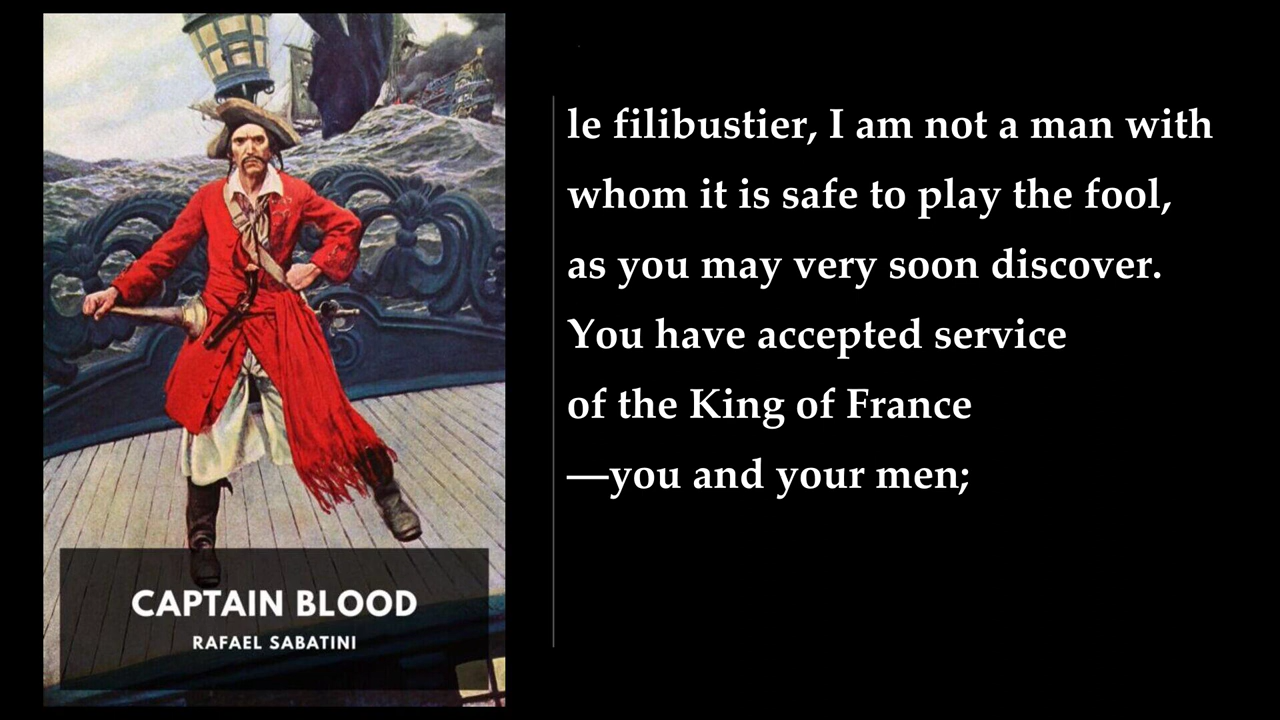 CAPTAIN BLOOD
RAFAEL SABATINI
le filibustier, I am not a man with
whom it is safe to play the fool,
as you may very soon discover.
You have accepted service
of the King of France
—you and your men;